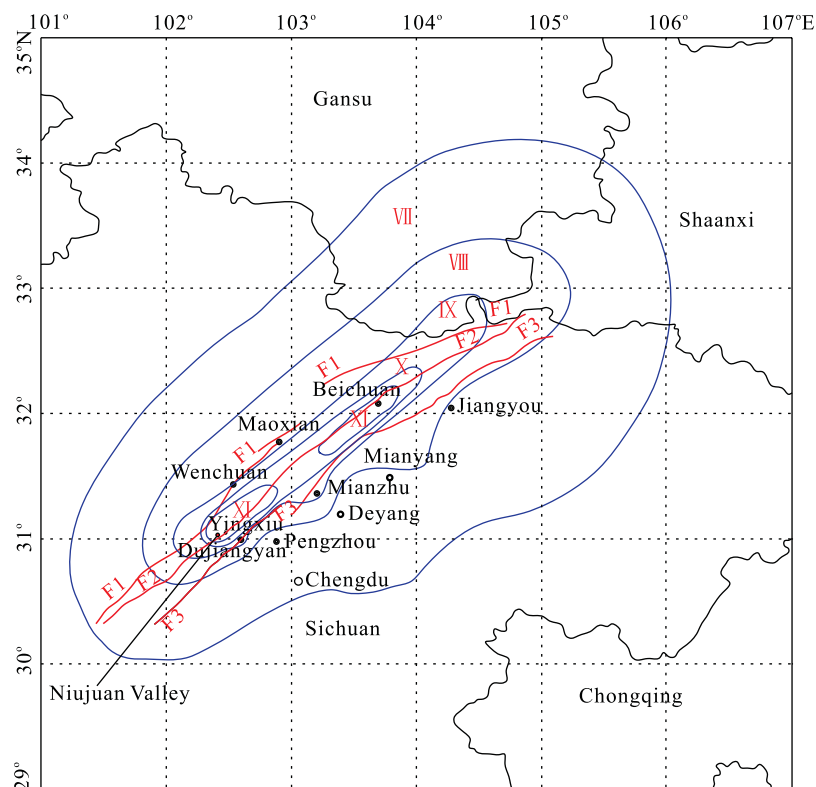 101°
102°
103°
104°
105°
106°
107°E
35°N
Gansu
34°
VII
Shaanxi
VIII
33°
IX
F1
F3
F2
F1
X
Beichuan
32°
Jiangyou
XI
Maoxian
F1
Mianyang
Wenchuan
Mianzhu
XI
F3
Deyang
Yingxiu
31°
Dujiangyan
Pengzhou
F1
F2
Chengdu
F3
Sichuan
30°
Niujuan Valley
Chongqing
29°